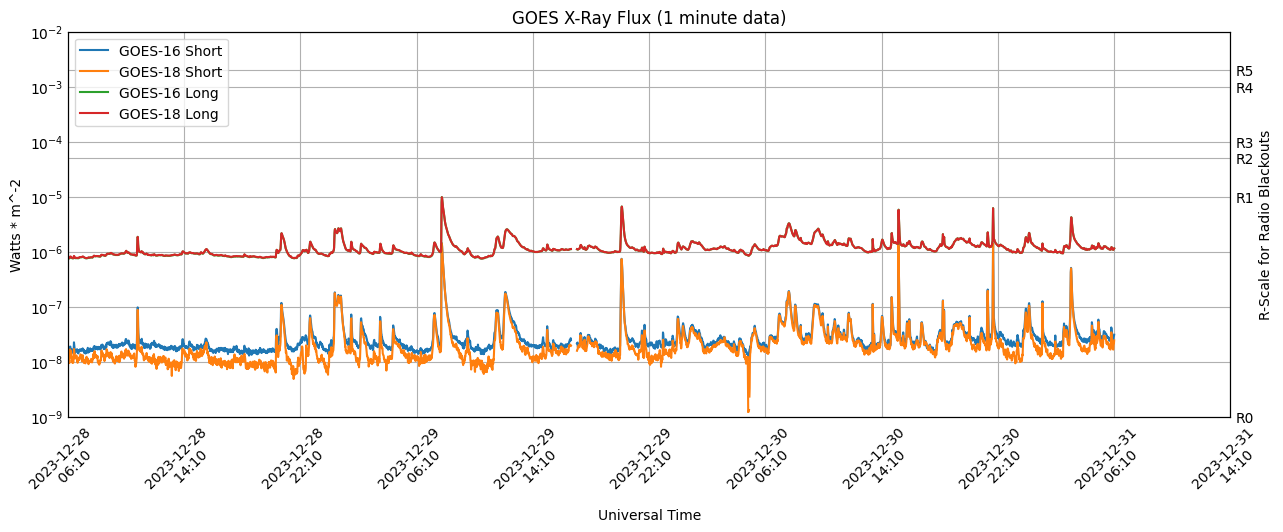 GOES X-Ray Flux (1 minute data)
GOES-16 Short
GOES-18 Short
GOES-16 Long
GOES-18 Long
Watts * m^-2
10⁻²
10⁻³
10⁻⁴
10⁻⁵
10⁻⁶
10⁻⁷
10⁻⁸
10⁻⁹
R5
R4
R3
R2
R1
R0
R-Scale for Radio Blackouts
2023-12-28
06:10
2023-12-28
14:10
2023-12-28
22:10
2023-12-29
06:10
2023-12-29
14:10
2023-12-29
22:10
2023-12-30
06:10
2023-12-30
14:10
2023-12-30
22:10
2023-12-31
06:10
2023-12-31
14:10
Universal Time